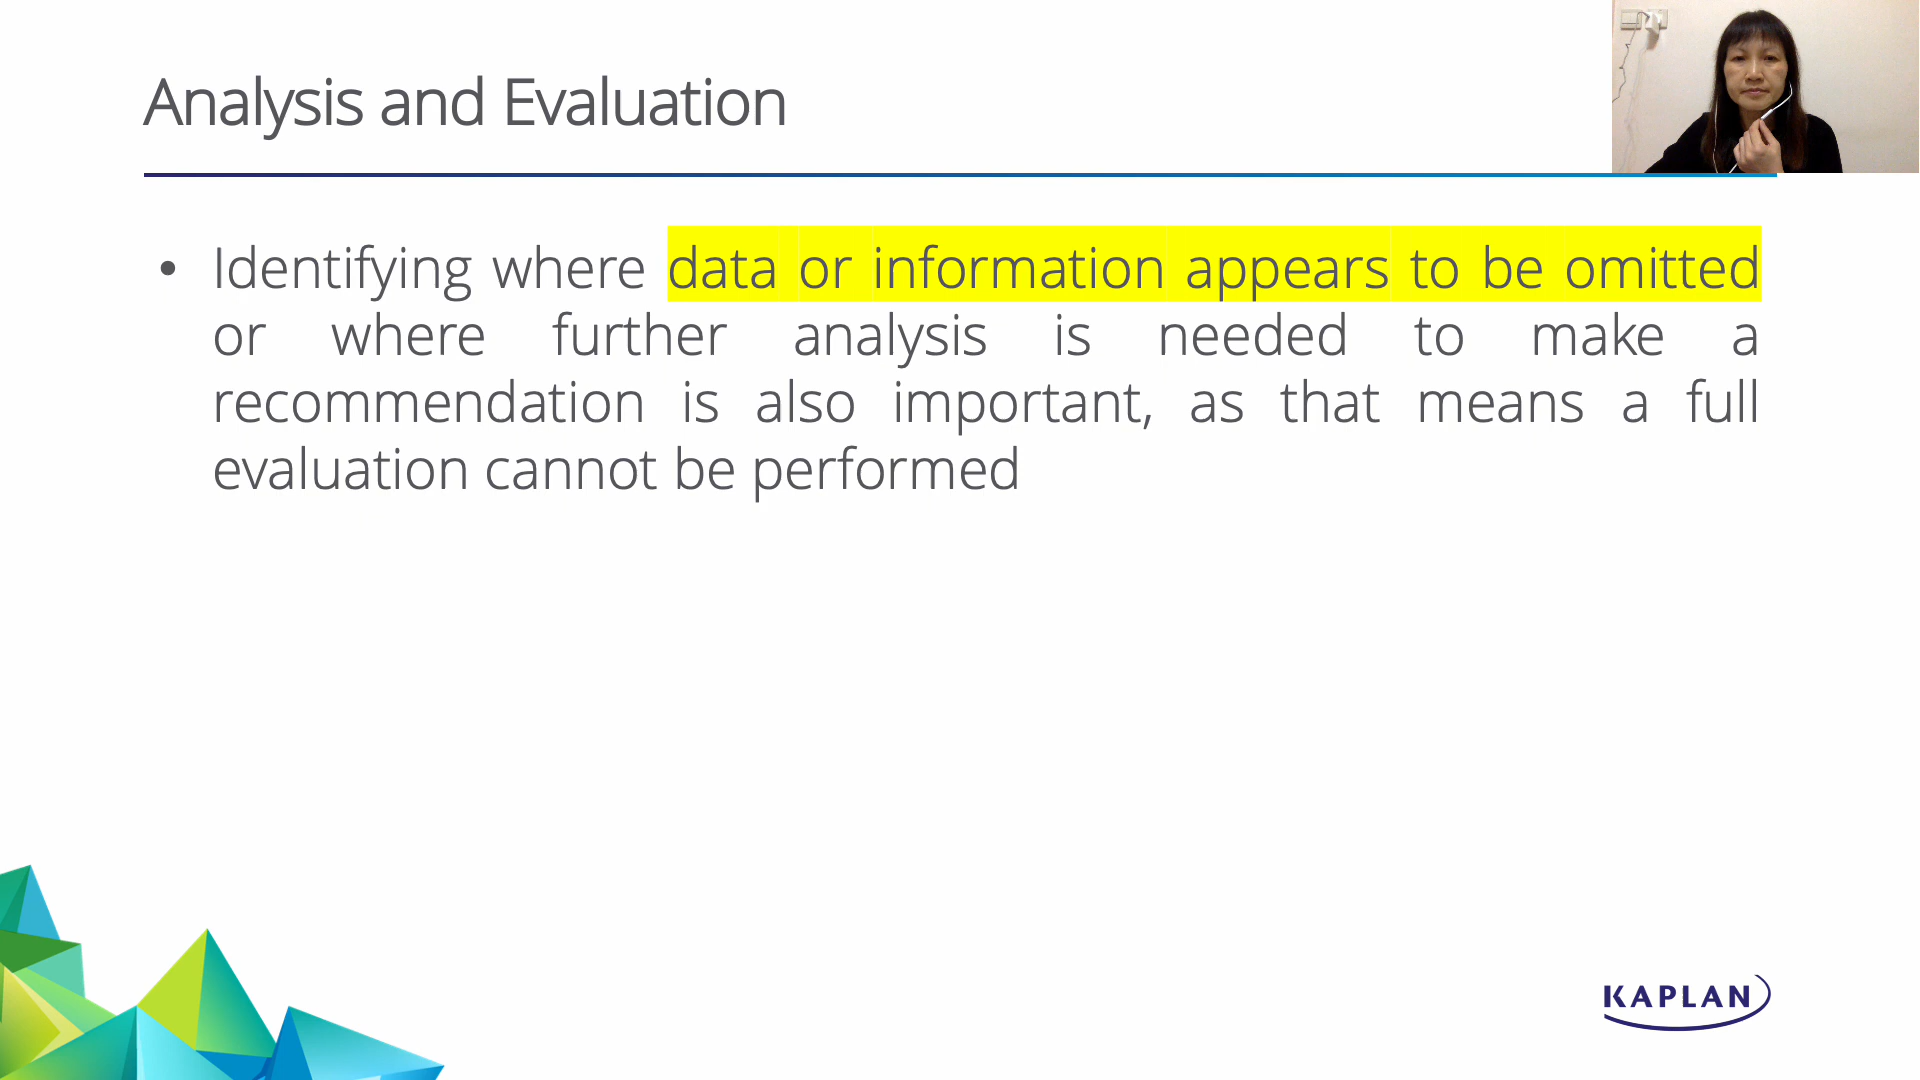 Analysis and Evaluation
• Identifying where data or information appears to be omitted
or where further analysis is needed to make a
recommendation is also important, as that means a full
evaluation cannot be performed
KAPLAN